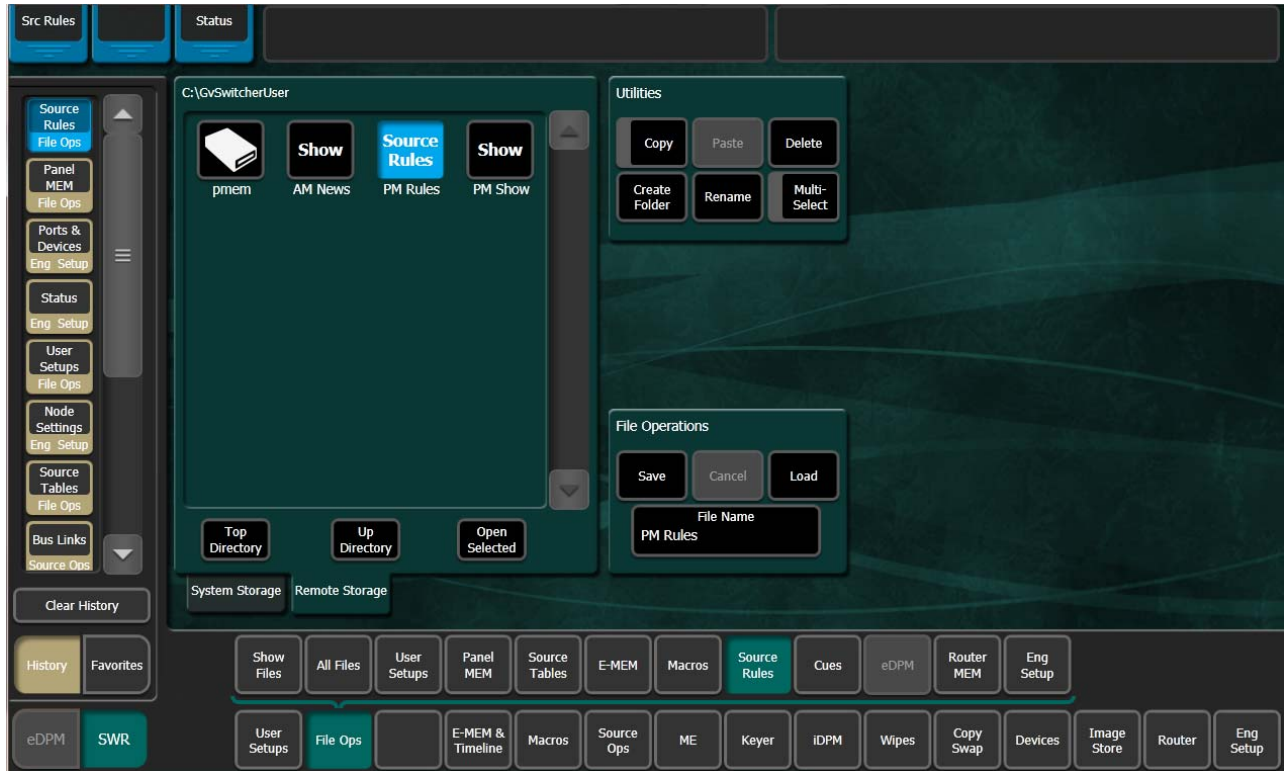 Src Rules
Status
Source
Rules
File Ops
Panel
MEM
File Ops
Ports &
Devices
Eng Setup
Status
Eng Setup
User
Setups
File Ops
Node
Settings
Eng Setup
Source
Tables
File Ops
Bus Links
Source Ops
Clear History
History
Favorites
eDPM
SWR
C:\GvSwitcherUser
pmem
Show
AM News
Source
Rules
PM Rules
Show
PM Show
Top
Directory
Up
Directory
Open
Selected
System Storage
Remote Storage
Utilities
Copy
Paste
Delete
Create
Folder
Rename
Multi-
Select
File Operations
Save
Cancel
Load
File Name
PM Rules
Show
Files
All Files
User
Setups
Panel
MEM
Source
Tables
E-MEM
Macros
Source
Rules
Cues
eDPM
Router
MEM
Eng
Setup
User
Setups
File Ops
E-MEM &
Timeline
Macros
Source
Ops
ME
Keyer
iDPM
Wipes
Copy
Swap
Devices
Image
Store
Router
Eng
Setup